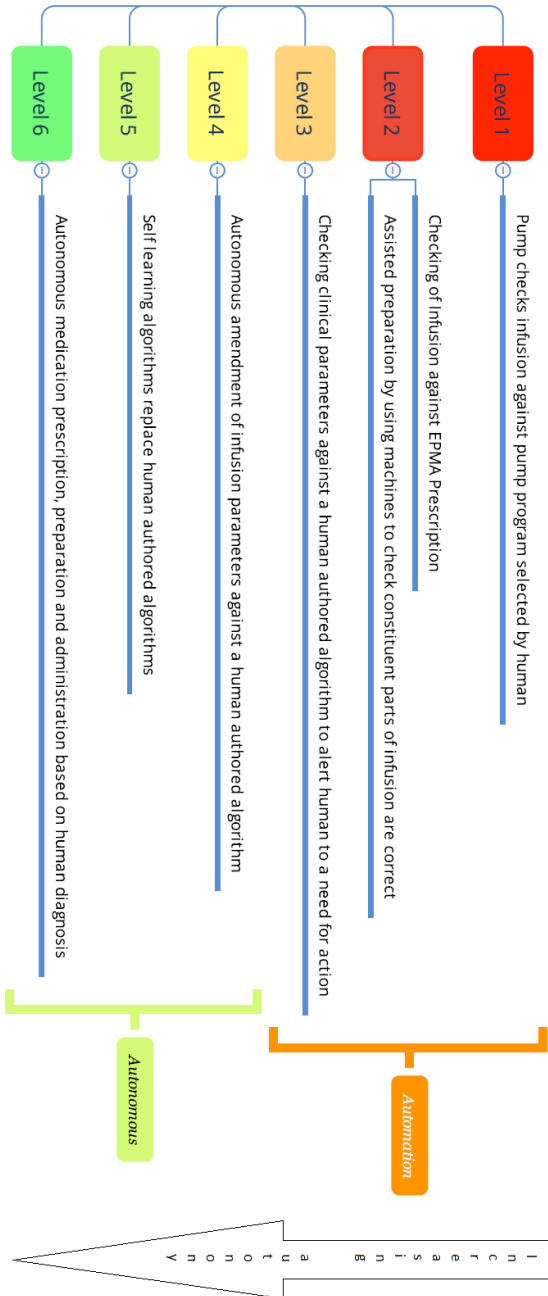 Level 1
Pump checks infusion against pump program selected by human
Level 2
Checking of Infusion against EPMA Prescription
Assisted preparation by using machines to check constituent parts of infusion are correct
Level 3
Checking clinical parameters against a human authored algorithm to alert human to a need for action
Level 4
Autonomous amendment of infusion parameters against a human authored algorithm
Level 5
Self learning algorithms replace human authored algorithms
Level 6
Autonomous medication prescription, preparation and administration based on human diagnosis
Automation
Autonomous
Incraesing autonony